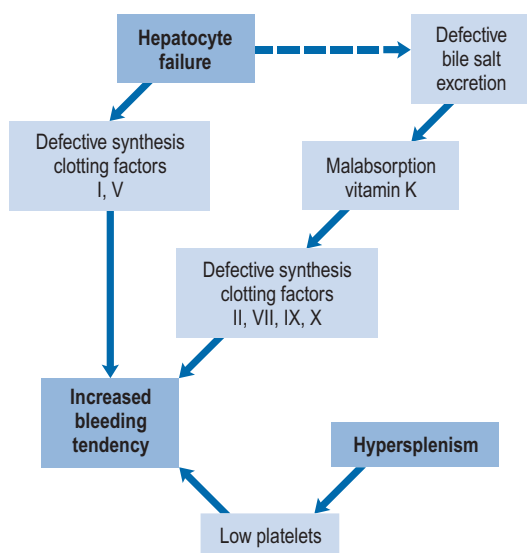 Hepatocyte
failure
Defective
bile salt
excretion
Defective synthesis
clotting factors
I, V
Malabsorption
vitamin K
Defective synthesis
clotting factors
II, VII, IX, X
Increased
bleeding
tendency
Hypersplenism
Low platelets